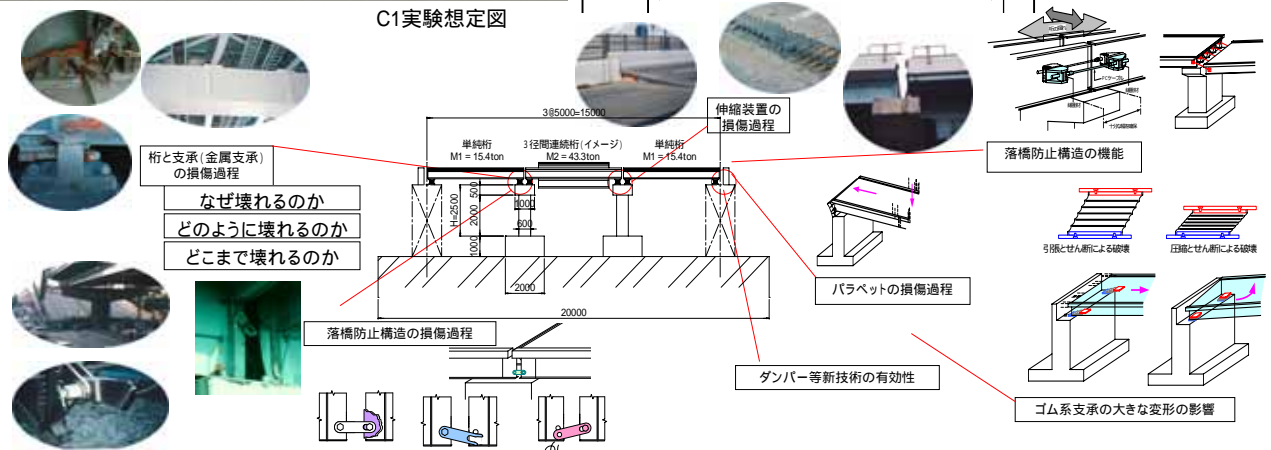 C1実験想定図
3@5000=15000
単純桁
M1 = 15.4ton
3径間連続桁(イメージ)
M2 = 43.3ton
単純桁
M1 = 15.4ton
伸縮装置の
損傷過程
桁と支承(金属支承)
の損傷過程
なぜ壊れるのか
どのように壊れるのか
どこまで壊れるのか
H=2500
500
2000
1000
1000
600
2000
20000
PCケーブル
落橋防止構造の機能
引張とせん断による破壊
圧縮とせん断による破壊
パラペットの損傷過程
落橋防止構造の損傷過程
ダンパー等新技術の有効性
ゴム系支承の大きな変形の影響